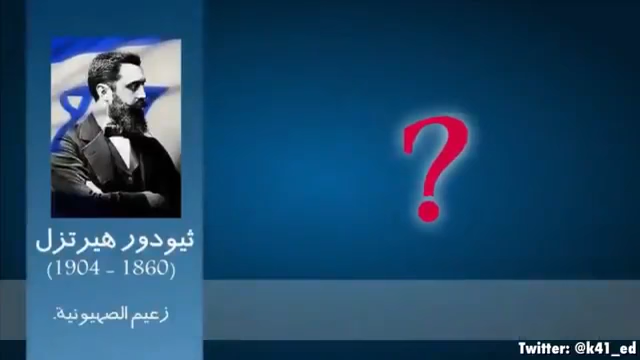 ?
ثيودور هيرتزل
(1860 - 1904)
زعيم الصهيونية.
Twitter: @k41_ed